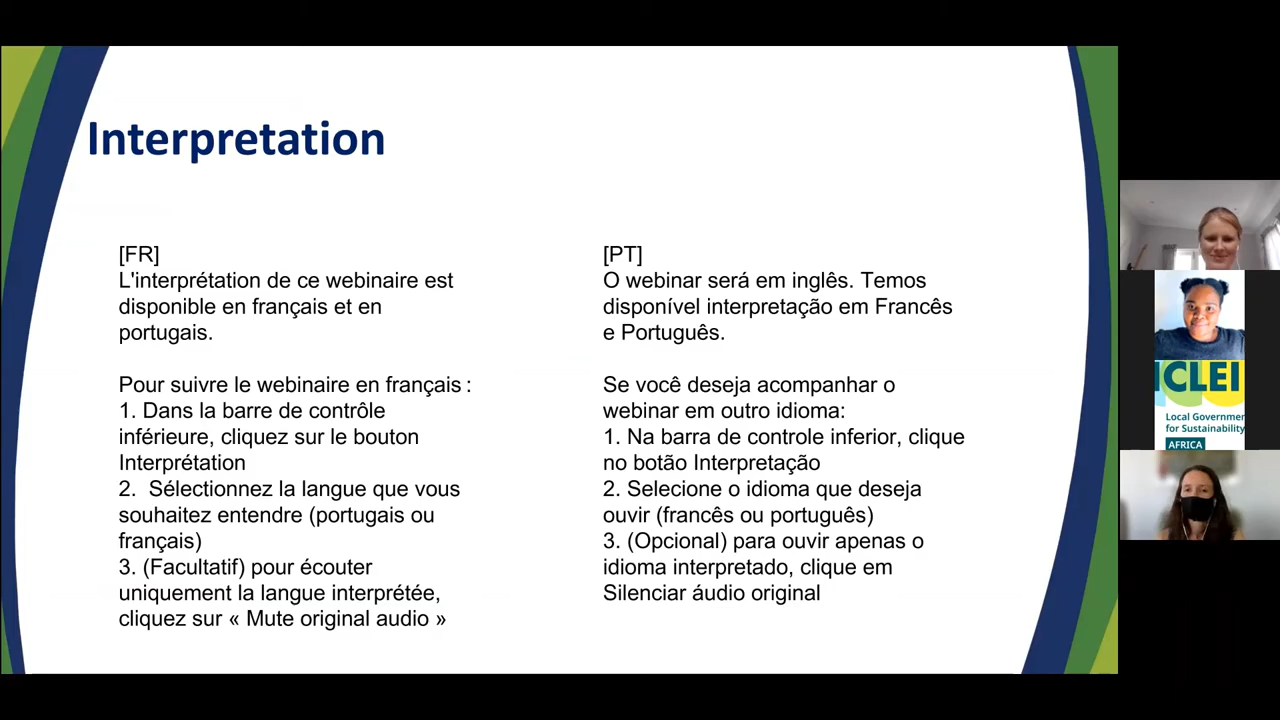 Interpretation
[FR]
L'interprétation de ce webinaire est
disponible en français et en
portugais.
Pour suivre le webinaire en français :
1. Dans la barre de contrôle
inférieure, cliquez sur le bouton
Interprétation
2.  Sélectionnez la langue que vous
souhaitez entendre (portugais ou
français)
3. (Facultatif) pour écouter
uniquement la langue interprétée,
cliquez sur « Mute original audio »
[PT]
O webinar será em inglês. Temos
disponível interpretação em Francês
e Português.
Se você deseja acompanhar o
webinar em outro idioma:
1. Na barra de controle inferior, clique
no botão Interpretação
2. Selecione o idioma que deseja
ouvir (francês ou português)
3. (Opcional) para ouvir apenas o
idioma interpretado, clique em
Silenciar áudio original
ICLEI
Local Governmen
for Sustainability
AFRICA